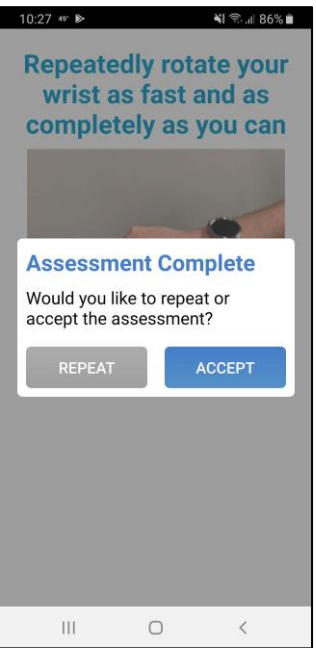 10:27 49° 86%
Repeatedly rotate your
wrist as fast and as
completely as you can
Assessment Complete
Would you like to repeat or
accept the assessment?
REPEAT ACCEPT